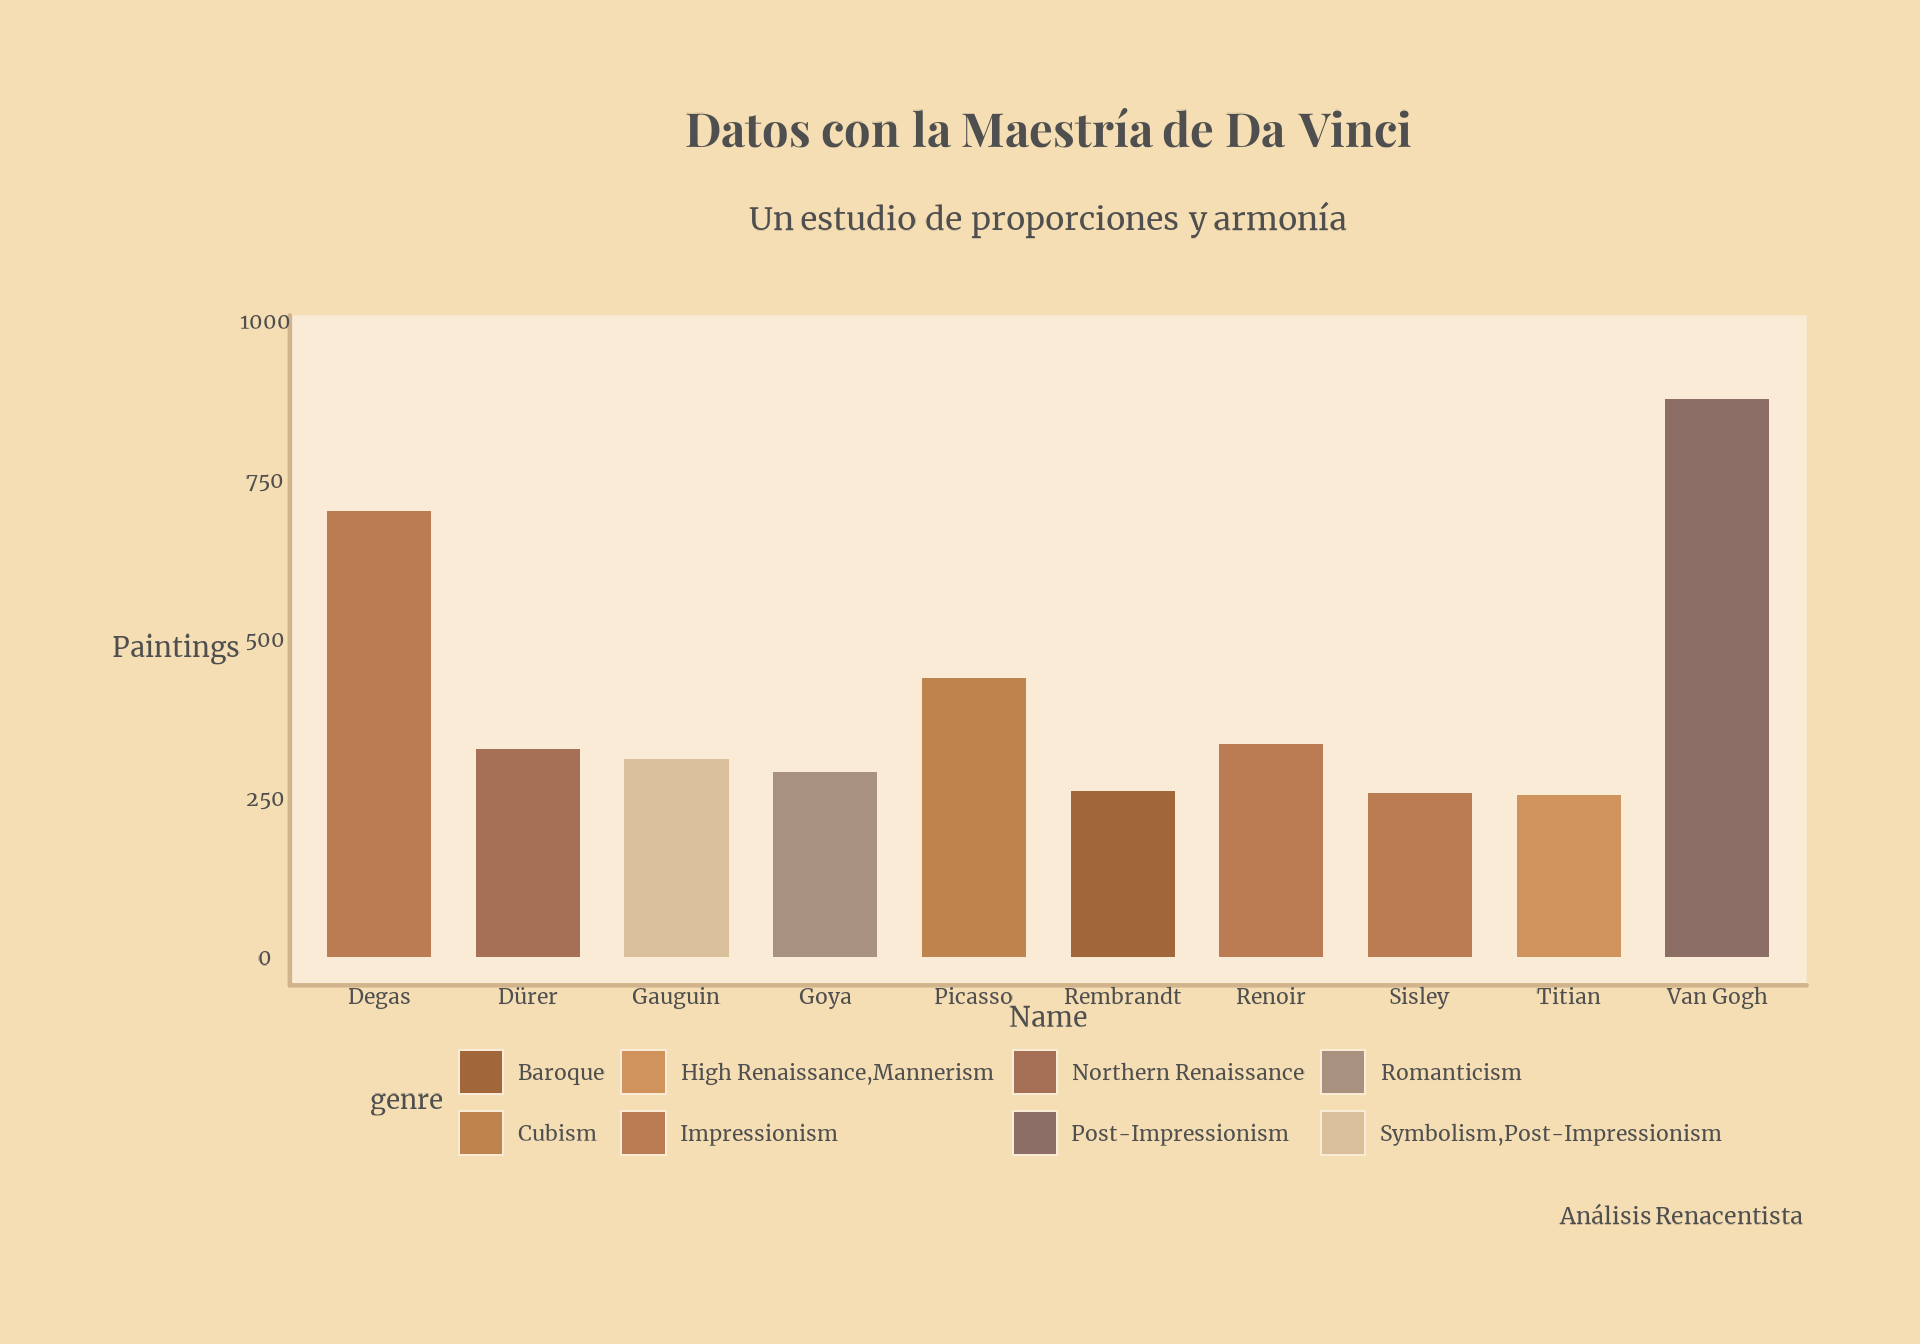 Datos con la Maestría de Da Vinci
Un estudio de proporciones y armonía
1000
750
Paintings 500
250
0
Degas Dürer Gauguin Goya Picasso Rembrandt Renoir Sisley Titian Van Gogh
Name
Baroque High Renaissance,Mannerism Northern Renaissance Romanticism
genre
Cubism Impressionism Post-Impressionism Symbolism,Post-Impressionism
Análisis Renacentista